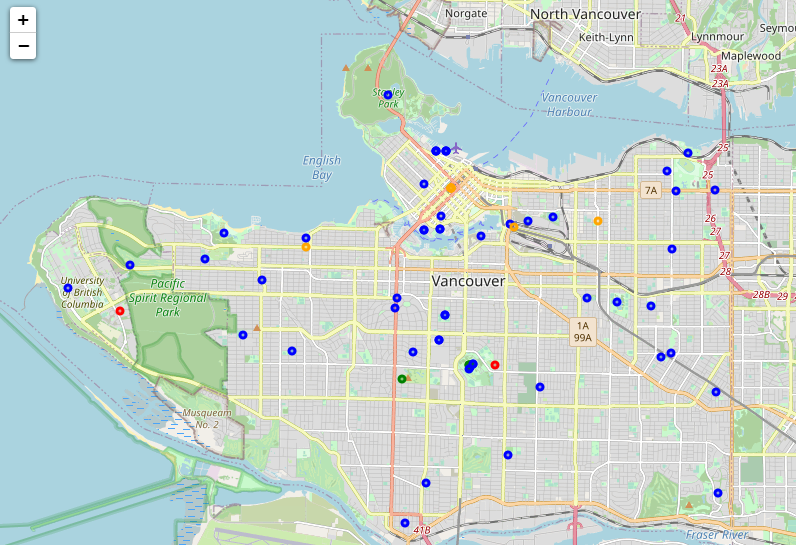 +
−
Norgate
North Vancouver
21
Keith-Lynn
Lynnmour
Seymou
Maplewood
23A
23A
Stanley
Park
Vancouver
Harbour
English
Bay
25
25
7A
26
27
27
28
28B
29
University
of British
Columbia
Pacific
Spirit Regional
Park
Vancouver
1A
99A
Musqueam
No. 2
41B
Fraser River